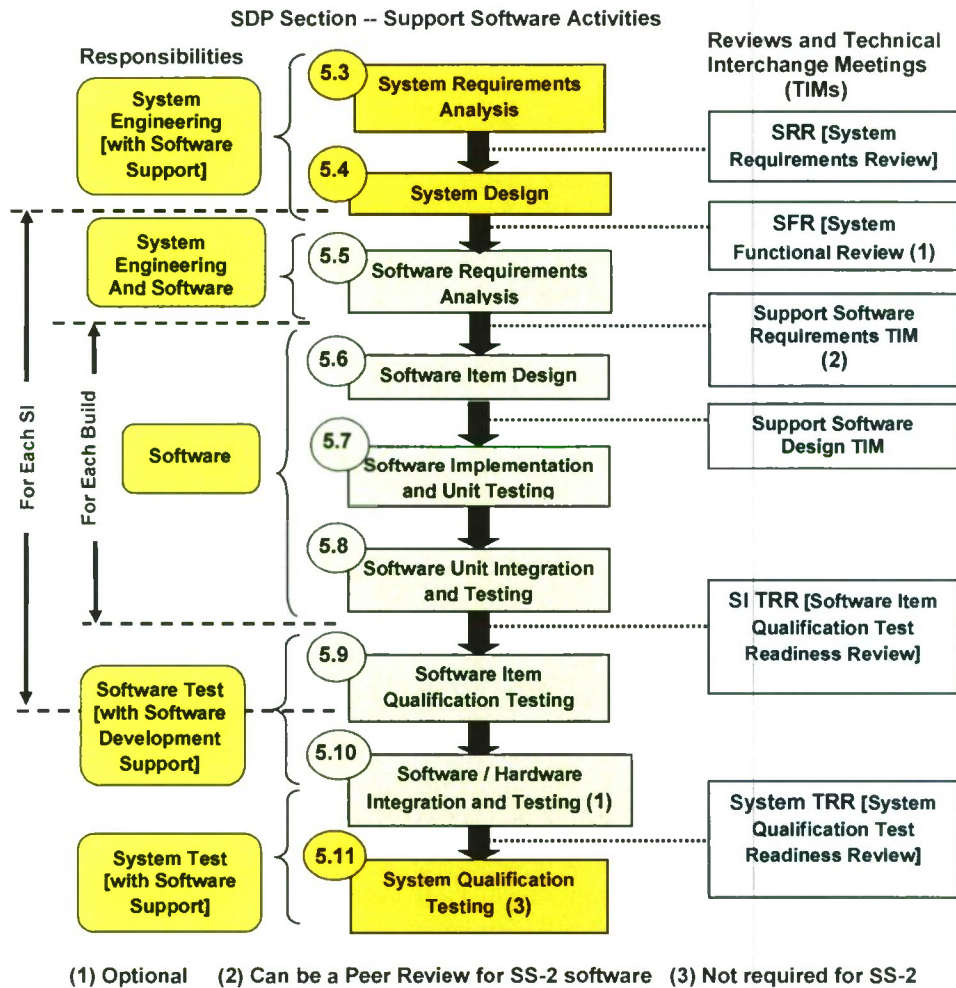 SDP Section -- Support Software Activities
Responsibilities
Reviews and Technical
Interchange Meetings
(TIMs)
System
Engineering
[with Software
Support]
5.3
System Requirements
Analysis
SRR [System
Requirements Review]
5.4
System Design
SFR [System
Functional Review (1)
System
Engineering
And Software
5.5
Software Requirements
Analysis
Support Software
Requirements TIM
(2)
For Each SI
For Each Build
Software
5.6
Software Item Design
Support Software
Design TIM
5.7
Software Implementation
and Unit Testing
5.8
Software Unit Integration
and Testing
SI TRR [Software Item
Qualification Test
Readiness Review]
Software Test
[with Software
Development
Support]
5.9
Software Item
Qualification Testing
5.10
Software / Hardware
Integration and Testing (1)
System TRR [System
Qualification Test
Readiness Review]
System Test
[with Software
Support]
5.11
System Qualification
Testing (3)
(1) Optional (2) Can be a Peer Review for SS-2 software (3) Not required for SS-2